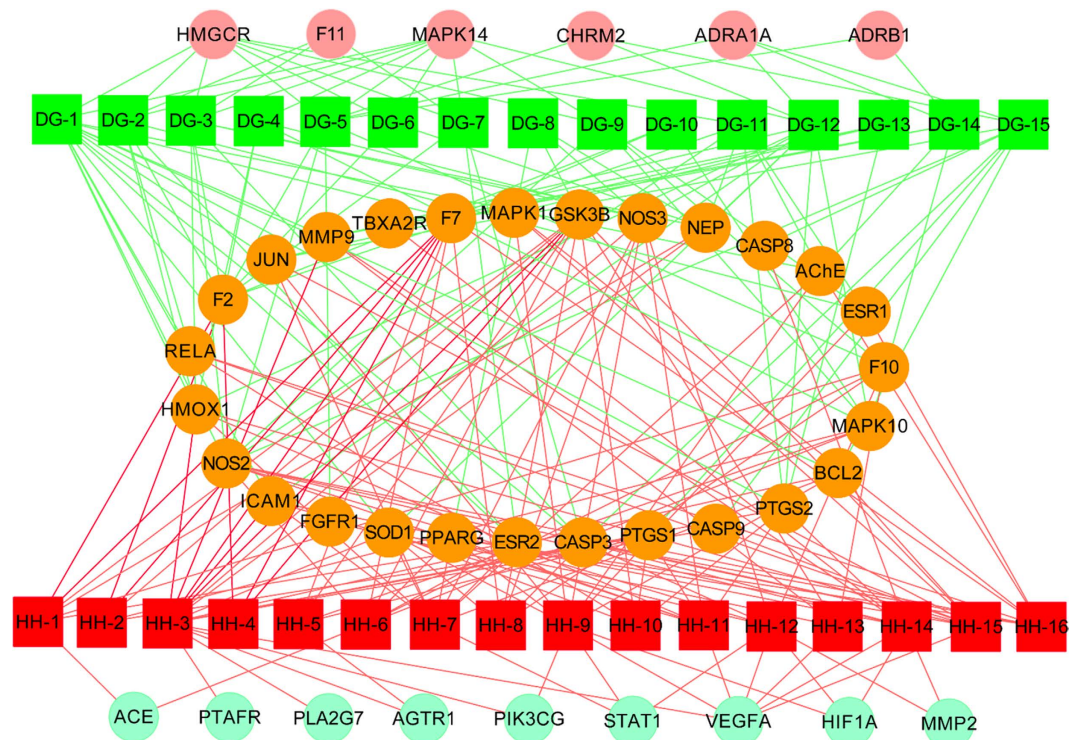 HMGCR
F11
MAPK14
CHRM2
ADRA1A
ADRB1
DG-1
DG-2
DG-3
DG-4
DG-5
DG-6
DG-7
DG-8
DG-9
DG-10
DG-11
DG-12
DG-13
DG-14
DG-15
TBXA2R
F7
MAPK1
GSK3B
NOS3
NEP
MMP9
CASP8
JUN
AChE
F2
ESR1
RELA
F10
HMOX1
MAPK10
NOS2
BCL2
ICAM1
PTGS2
FGFR1
SOD1
PPARG
ESR2
CASP3
PTGS1
CASP9
HH-1
HH-2
HH-3
HH-4
HH-5
HH-6
HH-7
HH-8
HH-9
HH-10
HH-11
HH-12
HH-13
HH-14
HH-15
HH-16
ACE
PTAFR
PLA2G7
AGTR1
PIK3CG
STAT1
VEGFA
HIF1A
MMP2